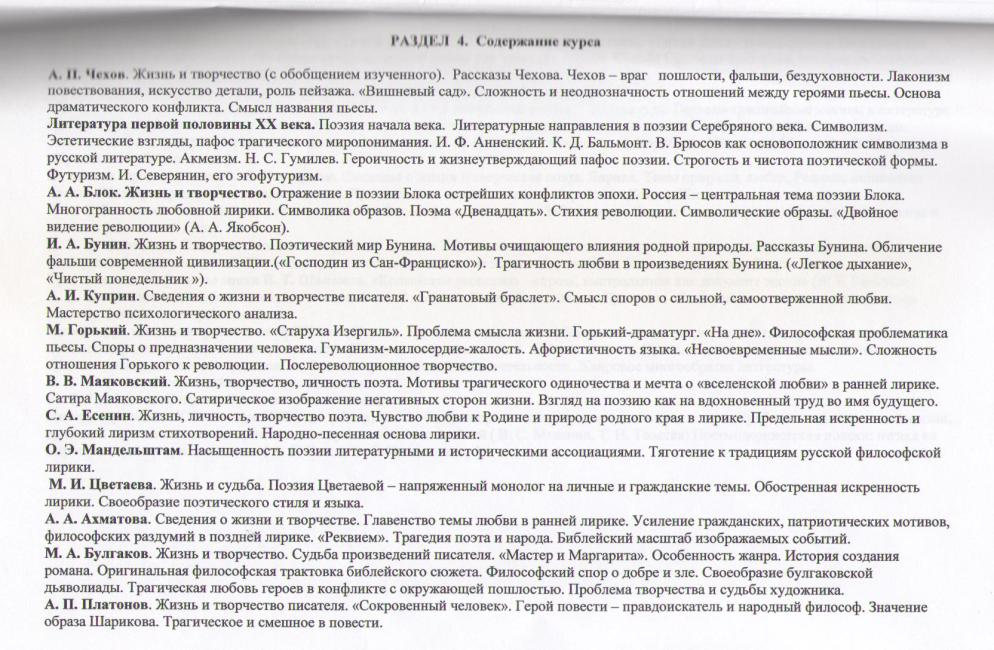 РАЗДЕЛ 4. Содержание курса
А. П. Чехов. Жизнь и творчество (с обобщением изученного). Рассказы Чехова. Чехов – враг пошлости, фальши, бездуховности. Лаконизм
повествования, искусство детали, роль пейзажа. «Вишневый сад». Сложность и неоднозначность отношений между героями пьесы. Основа
драматического конфликта. Смысл названия пьесы.
Литература первой половины XX века. Поэзия начала века. Литературные направления в поэзии Серебряного века. Символизм.
Эстетические взгляды, пафос трагического миропонимания. И. Ф. Анненский. К. Д. Бальмонт. В. Брюсов как основоположник символизма в
русской литературе. Акмеизм. Н. С. Гумилев. Героичность и жизнеутверждающий пафос поэзии. Строгость и чистота поэтической формы.
Футуризм. И. Северянин, его эгофутуризм.
А. А. Блок. Жизнь и творчество. Отражение в поэзии Блока острейших конфликтов эпохи. Россия – центральная тема поэзии Блока.
Многогранность любовной лирики. Символика образов. Поэма «Двенадцать». Стихия революции. Символические образы. «Двойное
видение революции» (А. А. Якобсон).
И. А. Бунин. Жизнь и творчество. Поэтический мир Бунина. Мотивы очищающего влияния родной природы. Рассказы Бунина. Обличение
фальши современной цивилизации.(«Господин из Сан-Франциско»). Трагичность любви в произведениях Бунина. («Легкое дыхание»,
«Чистый понедельник »).
А. И. Куприн. Сведения о жизни и творчестве писателя. «Гранатовый браслет». Смысл споров о сильной, самоотверженной любви.
Мастерство психологического анализа.
М. Горький. Жизнь и творчество. «Старуха Изергиль». Проблема смысла жизни. Горький-драматург. «На дне». Философская проблематика
пьесы. Споры о предназначении человека. Гуманизм-милосердие-жалость. Афористичность языка. «Несвоевременные мысли». Сложность
отношения Горького к революции. Послереволюционное творчество.
В. В. Маяковский. Жизнь, творчество, личность поэта. Мотивы трагического одиночества и мечта о «вселенской любви» в ранней лирике.
Сатира Маяковского. Сатирическое изображение негативных сторон жизни. Взгляд на поэзию как на вдохновенный труд во имя будущего.
С. А. Есенин. Жизнь, личность, творчество поэта. Чувство любви к Родине и природе родного края в лирике. Предельная искренность и
глубокий лиризм стихотворений. Народно-песенная основа лирики.
О. Э. Мандельштам. Насыщенность поэзии литературными и историческими ассоциациями. Тяготение к традициям русской философской
лирики.
М. И. Цветаева. Жизнь и судьба. Поэзия Цветаевой – напряженный монолог на личные и гражданские темы. Обостренная искренность
лирики. Своеобразие поэтического стиля и языка.
А. А. Ахматова. Сведения о жизни и творчестве. Главенство темы любви в ранней лирике. Усиление гражданских, патриотических мотивов,
философских раздумий в поздней лирике. «Реквием». Трагедия поэта и народа. Библейский масштаб изображаемых событий.
М. А. Булгаков. Жизнь и творчество. Судьба произведений писателя. «Мастер и Маргарита». Особенность жанра. История создания
романа. Оригинальная философская трактовка библейского сюжета. Философский спор о добре и зле. Своеобразие булгаковской
дьяволиады. Трагическая любовь героев в конфликте с окружающей пошлостью. Проблема творчества и судьбы художника.
А. П. Платонов. Жизнь и творчество писателя. «Сокровенный человек». Герой повести – правдоискатель и народный философ. Значение
образа Шарикова. Трагическое и смешное в повести.